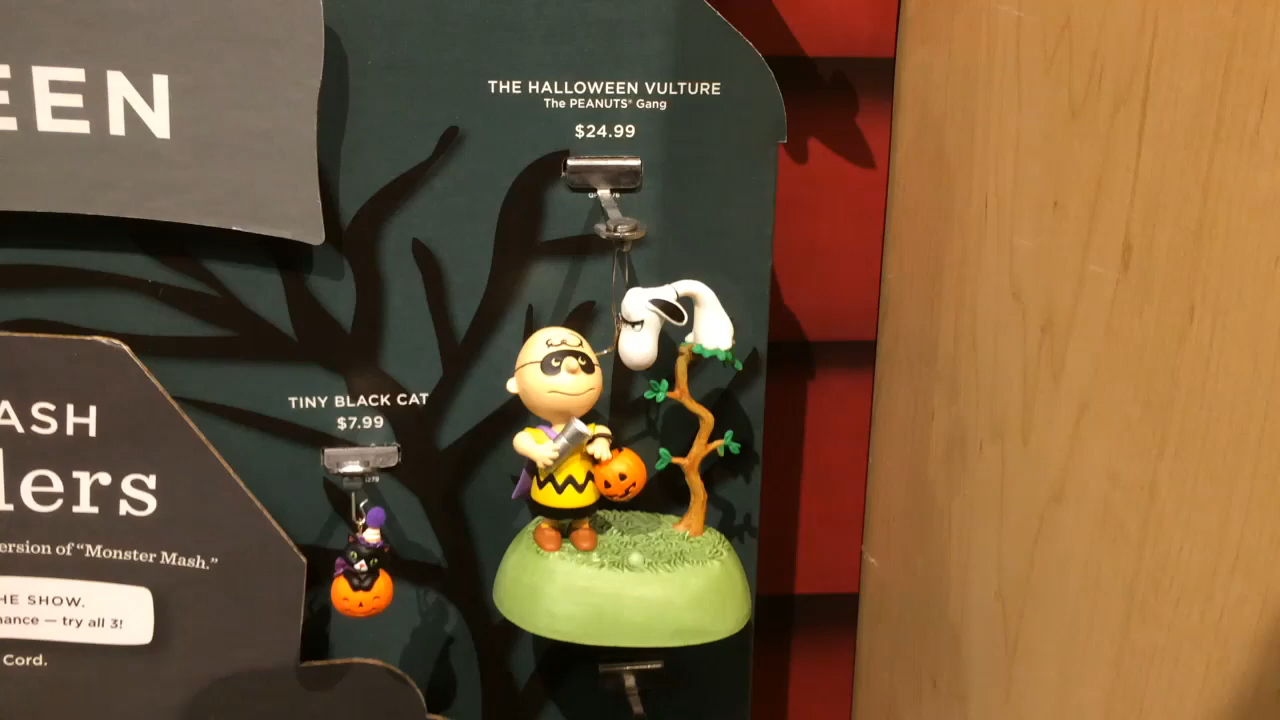 EEN
THE HALLOWEEN VULTURE
The PEANUTS® Gang
$24.99
TINY BLACK CAT
$7.99
ASH
lers
ersion of “Monster Mash.”
HE SHOW.
nance — try all 3!
Cord.